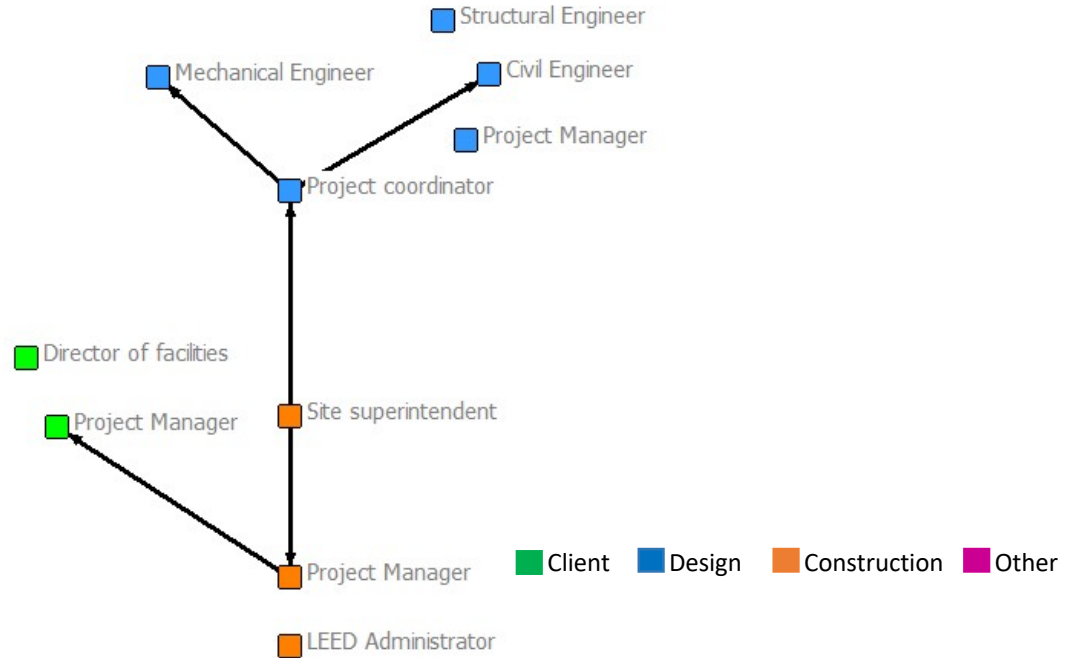 Structural Engineer
Mechanical Engineer
Civil Engineer
Project Manager
Project coordinator
Director of facilities
Site superintendent
Project Manager
Project Manager
Client
Design
Construction
Other
LEED Administrator